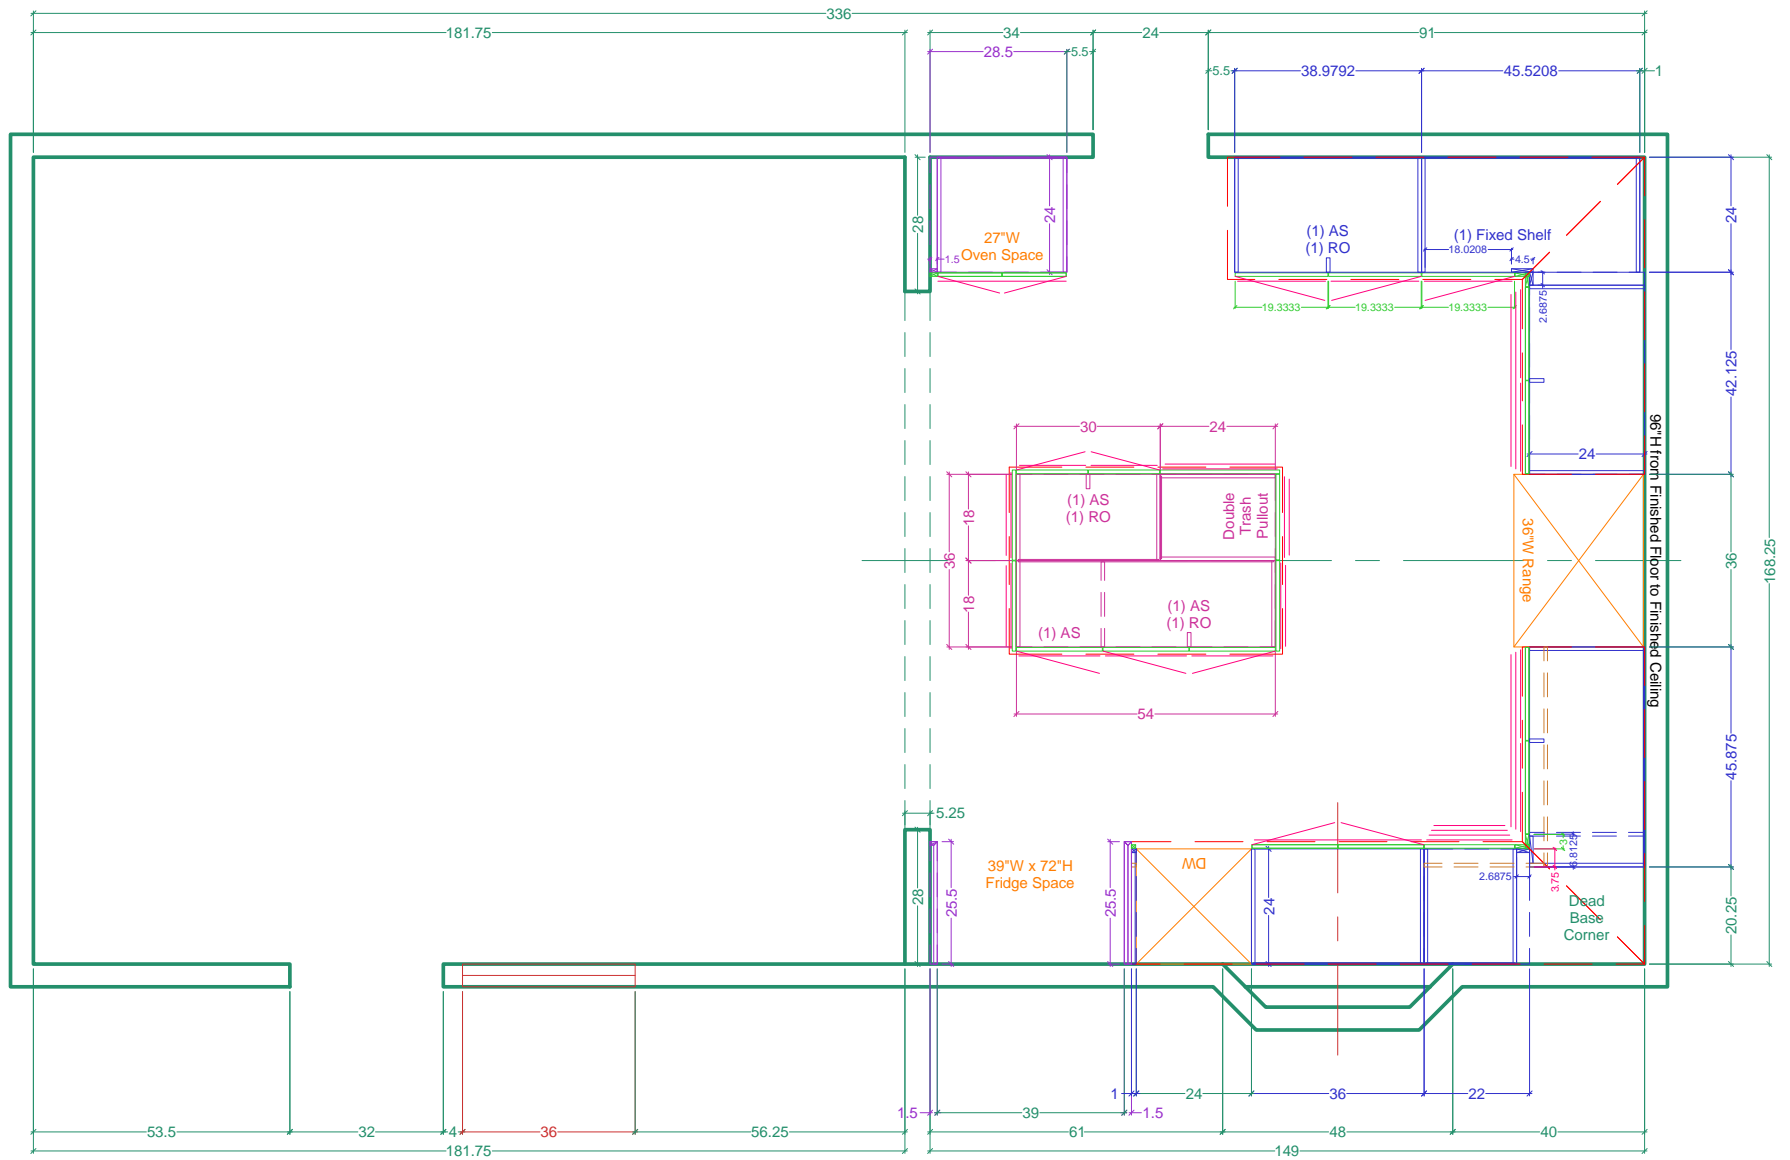 336
181.75
34
24
91
28.5
5.5
5.5
38.9792
45.5208
1
28
24
27"W
Oven Space
1.5
(1) AS
(1) RO
(1) Fixed Shelf
18.0208
4.5
2.6875
19.3333
19.3333
19.3333
24
42.125
168.25
30
24
24
36
18
18
(1) AS
(1) RO
Double
Trash
Pullout
36"W Range
96"H from Finished Floor to Finished Ceiling
36
(1) AS
(1) AS
(1) RO
54
45.875
5.25
28
25.5
39"W x 72"H
Fridge Space
25.5
DW
24
2.6875
3
6.8125
3.75
Dead
Base
Corner
20.25
1
24
36
22
1.5
39
1.5
53.5
32
4
36
56.25
61
48
40
181.75
149